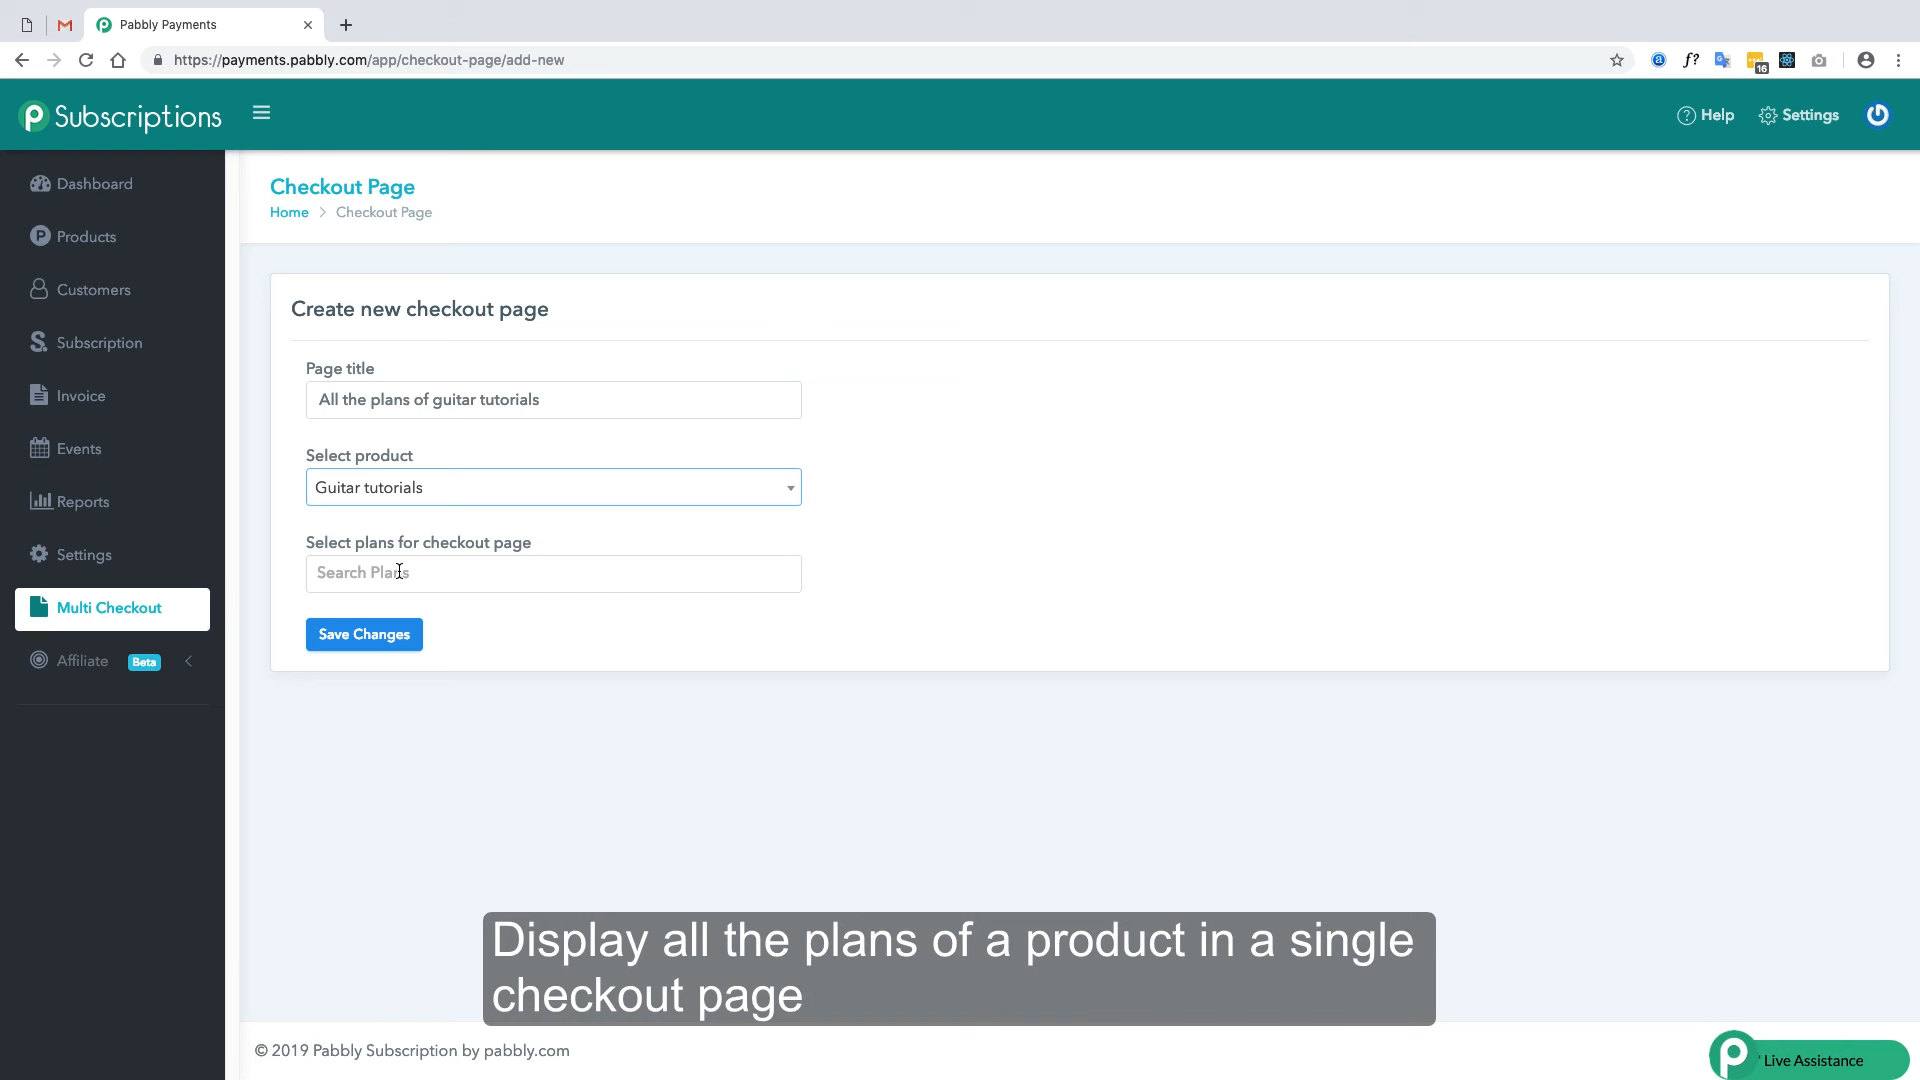 Pabbly Payments
https://payments.pabbly.com/app/checkout-page/add-new
16
Subscriptions
Help
Settings
Dashboard
Products
Customers
Subscription
Invoice
Events
Reports
Settings
Multi Checkout
Affiliate Beta
Checkout Page
Home > Checkout Page
Create new checkout page
Page title
All the plans of guitar tutorials
Select product
Guitar tutorials
Select plans for checkout page
Search Plans
Save Changes
Display all the plans of a product in a single
checkout page
© 2019 Pabbly Subscription by pabbly.com
Live Assistance